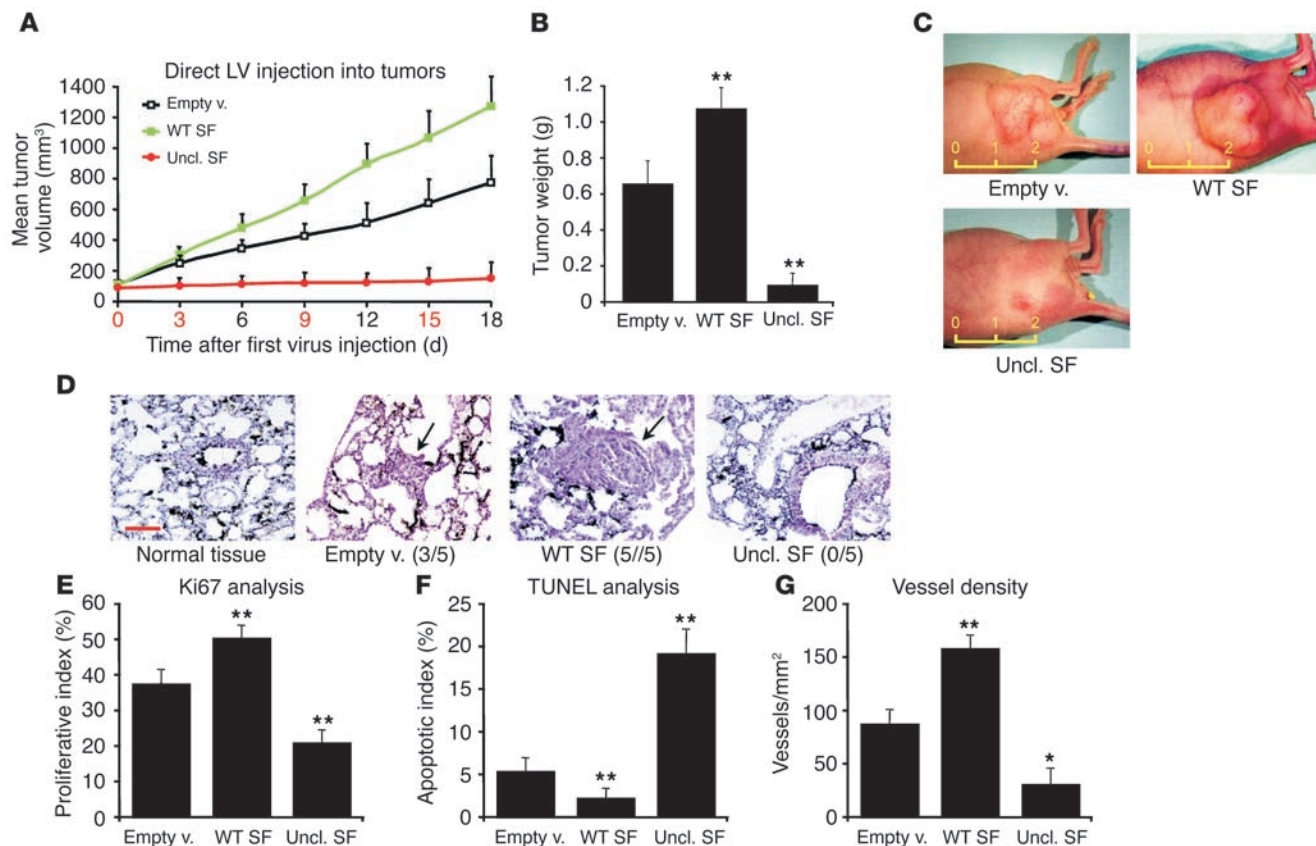 A
Direct LV injection into tumors
Empty v.
WT SF
Uncl. SF
Mean tumor
volume (mm³)
1400
1200
1000
800
600
400
200
0
0 3 6 9 12 15 18
Time after first virus injection (d)
B
Tumor weight (g)
1.2
1.0
0.8
0.6
0.4
0.2
0
**
**
Empty v. WT SF Uncl. SF
C
0 1 2
Empty v.
0 1 2
WT SF
0 1 2
Uncl. SF
D
Normal tissue
Empty v. (3/5)
WT SF (5//5)
Uncl. SF (0/5)
E
Ki67 analysis
Proliferative index (%)
60
50
40
30
20
10
0
**
**
Empty v. WT SF Uncl. SF
F
TUNEL analysis
Apoptotic index (%)
25
20
15
10
5
0
**
**
Empty v. WT SF Uncl. SF
G
Vessel density
Vessels/mm²
200
150
100
50
0
**
*
Empty v. WT SF Uncl. SF